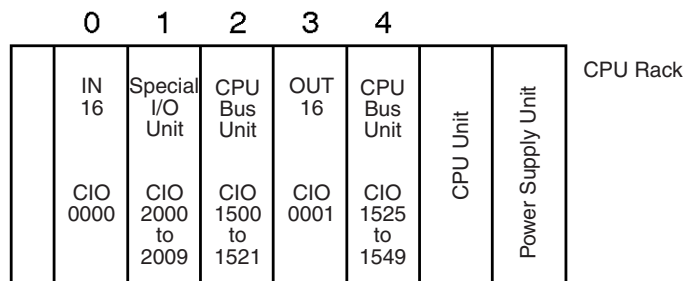 0 1 2 3 4
IN
16
CIO
0000
Special
I/O
Unit
CIO
2000
to
2009
CPU
Bus
Unit
CIO
1500
to
1521
OUT
16
CIO
0001
CPU
Bus
Unit
CIO
1525
to
1549
CPU Unit
Power Supply Unit
CPU Rack